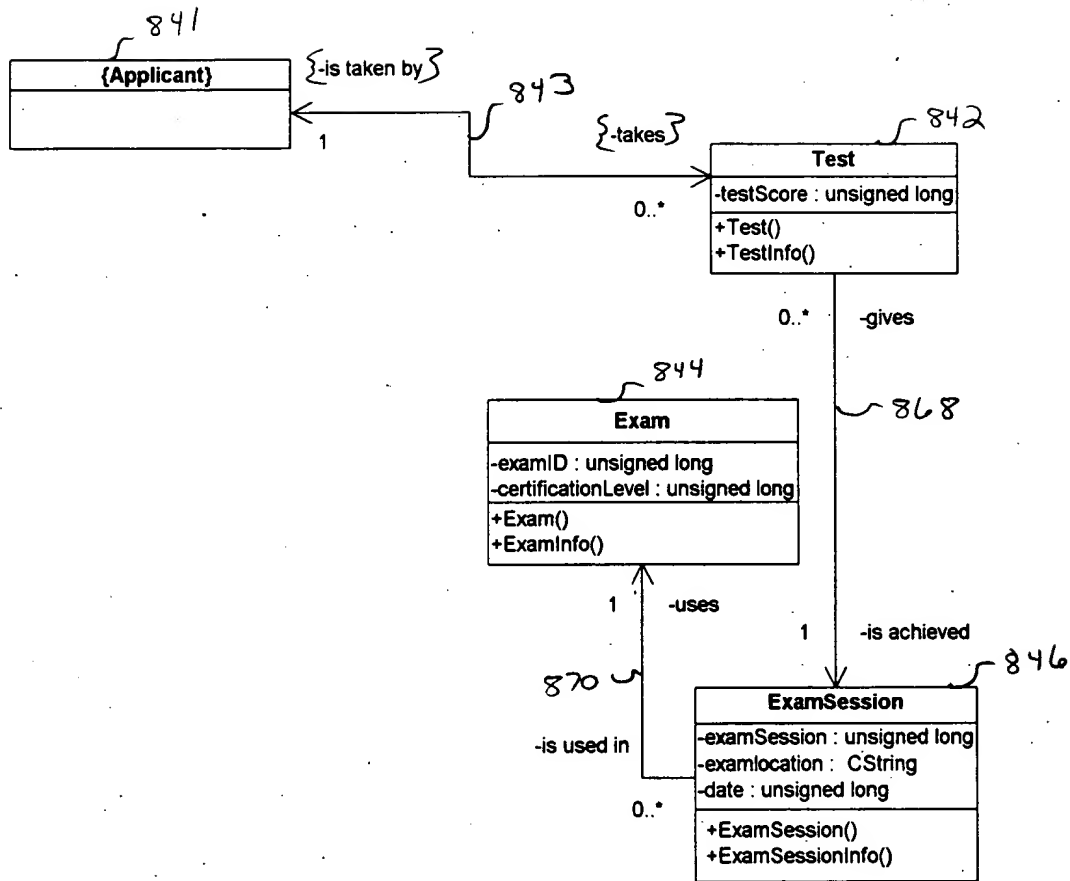 841
{Applicant}
{-is taken by}
843
1
{-takes}
842
0..*
Test
-testScore : unsigned long
+Test()
+TestInfo()
0..*
-gives
844
868
Exam
-examID : unsigned long
-certificationLevel : unsigned long
+Exam()
+ExamInfo()
1
-uses
1
-is achieved
870
846
ExamSession
-is used in
-examSession : unsigned long
-examlocation : CString
-date : unsigned long
0..*
+ExamSession()
+ExamSessionInfo()